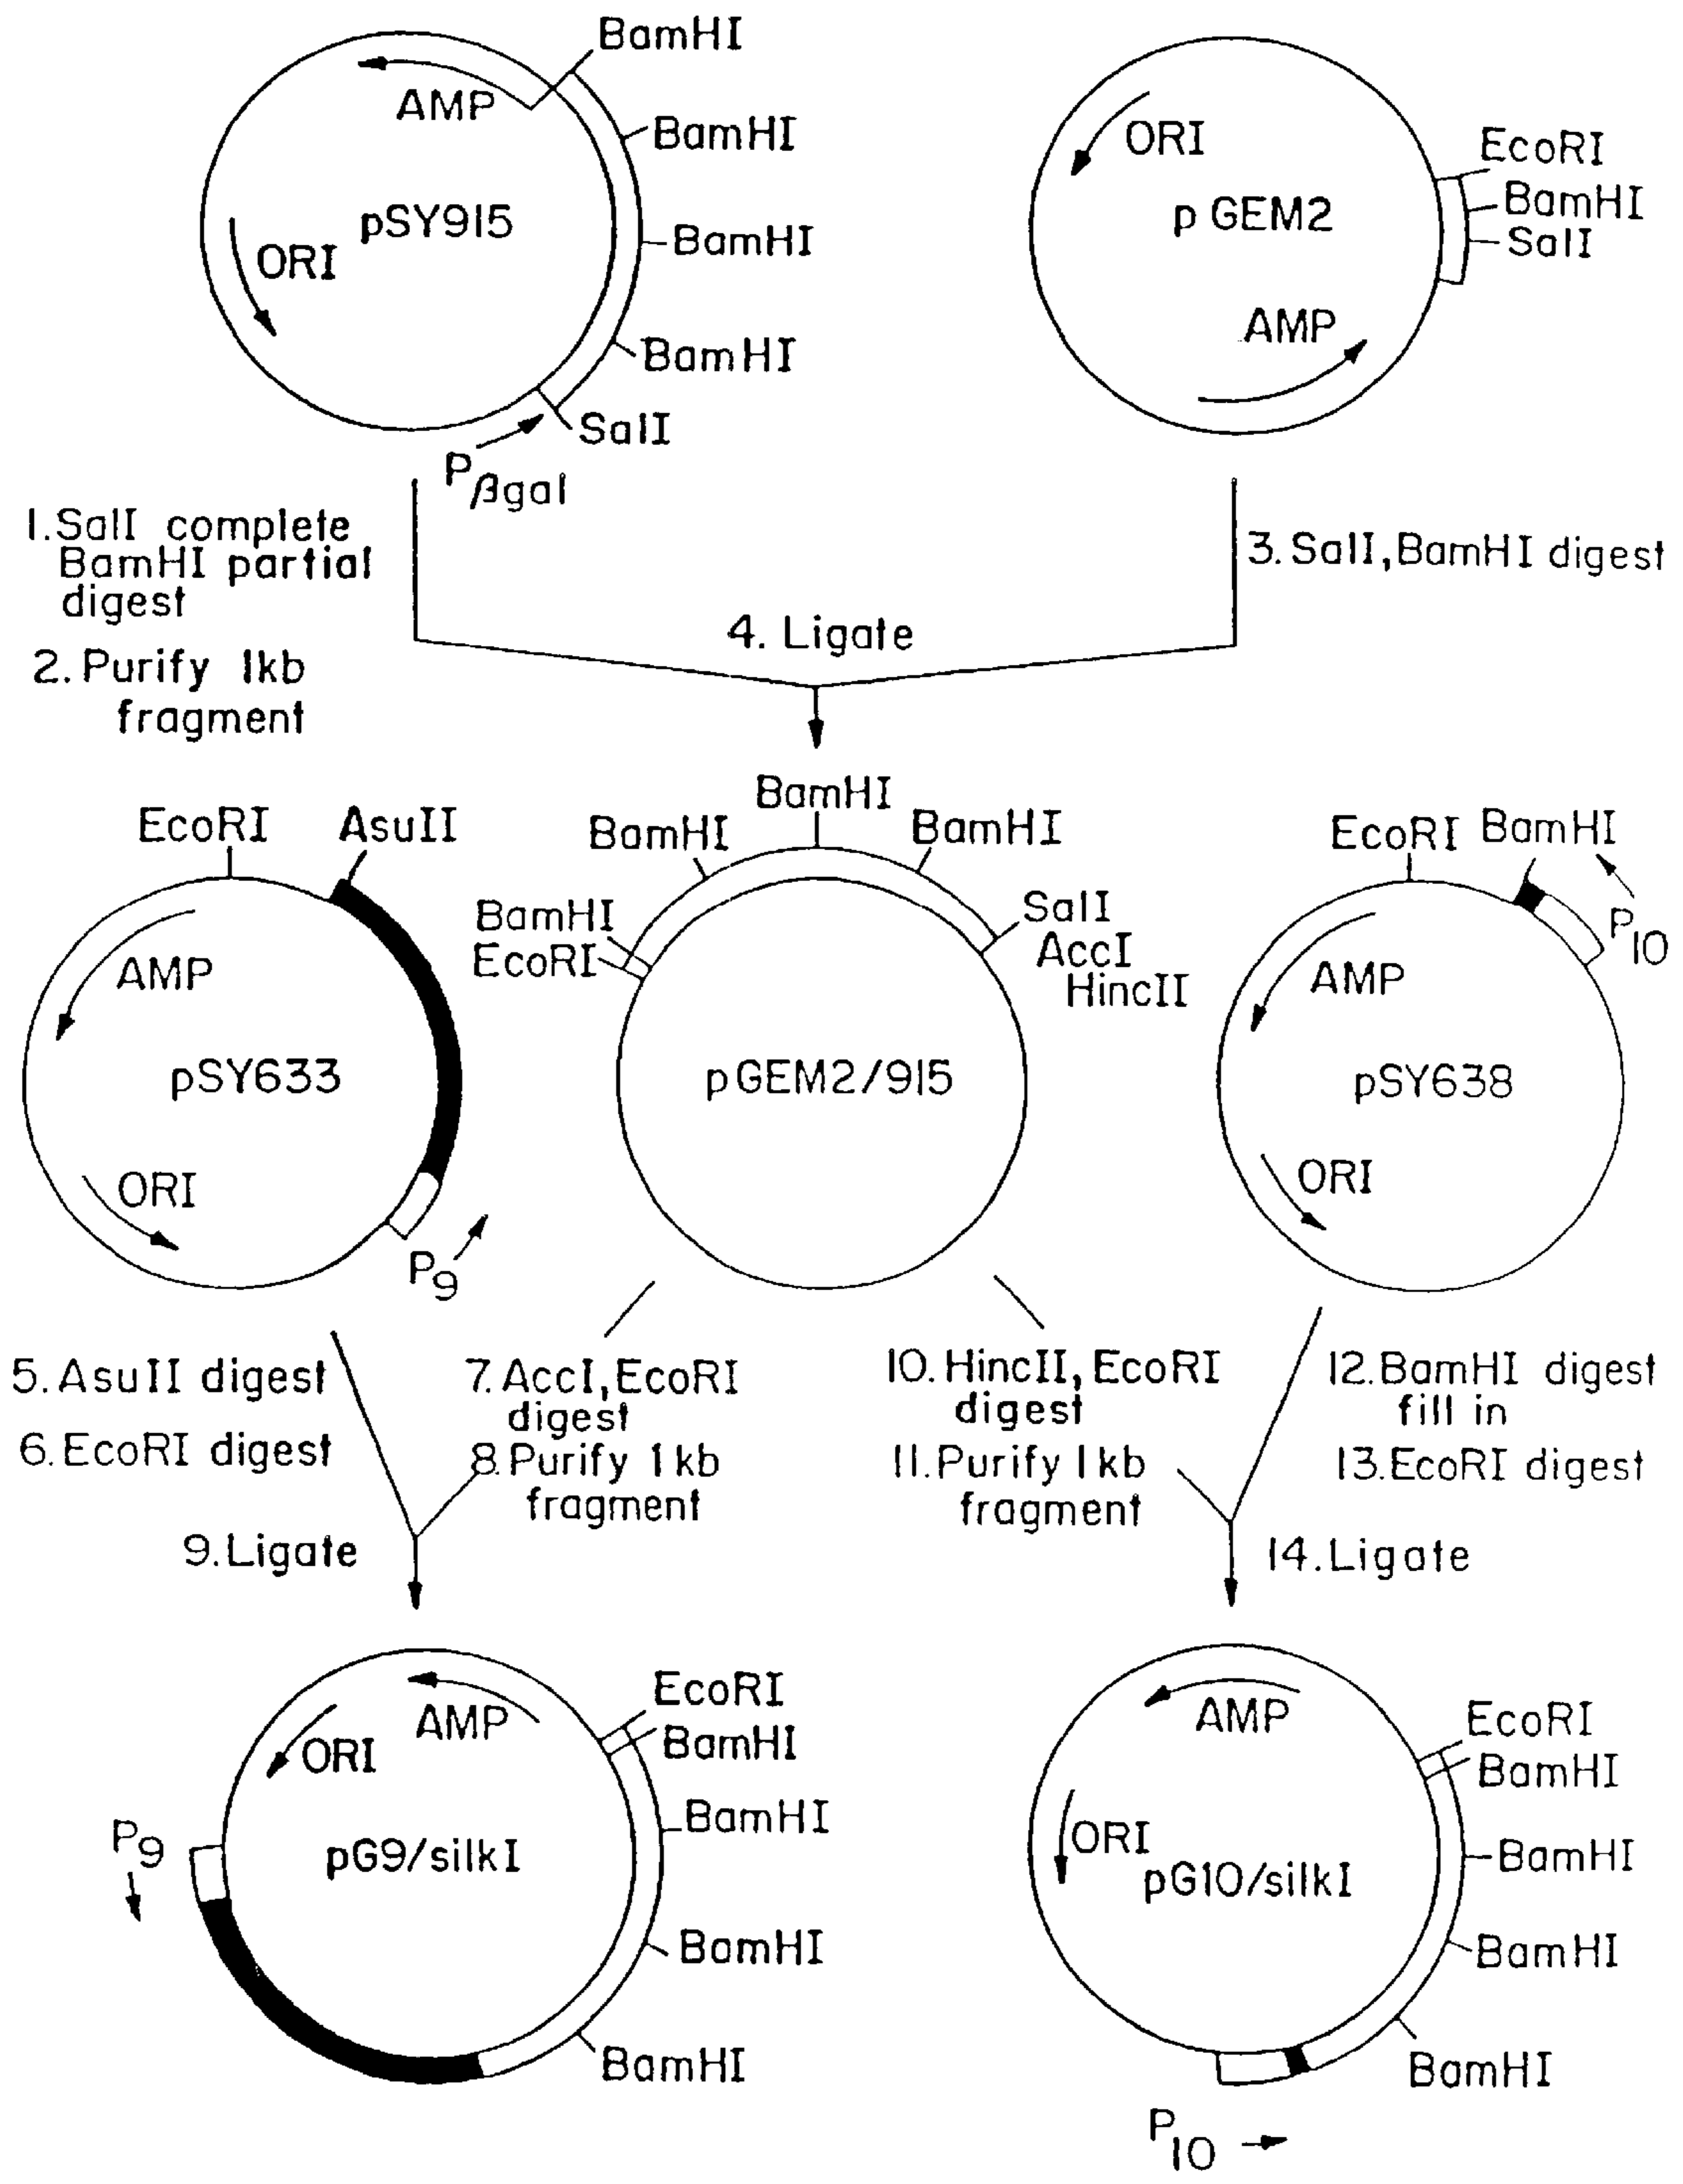 BamHI
AMP
BamHI
pSY915
ORI
BamHI
BamHI
SalI
Pβgal
ORI
EcoRI
pGEM2
BamHI
SalI
AMP
1. SalI complete
BamHI partial
digest
2. Purify 1kb
fragment
3. SalI, BamHI digest
4. Ligate
EcoRI
AsuII
AMP
pSY633
ORI
P9
BamHI
BamHI
BamHI
BamHI
EcoRI
SalI
AccI
HincII
pGEM2/915
EcoRI
BamHI
P10
AMP
pSY638
ORI
5. AsuII digest
6. EcoRI digest
7. AccI, EcoRI
digest
8. Purify 1kb
fragment
9. Ligate
10. HincII, EcoRI
digest
11. Purify 1kb
fragment
12. BamHI digest
fill in
13. EcoRI digest
14. Ligate
AMP
ORI
EcoRI
BamHI
BamHI
P9
pG9/silkI
BamHI
BamHI
AMP
EcoRI
BamHI
ORI
pG10/silkI
BamHI
BamHI
BamHI
P10